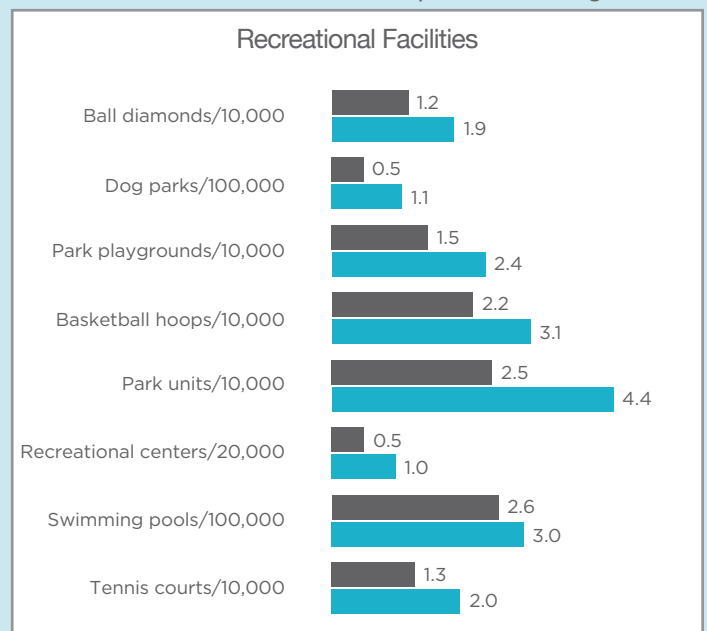 Recreational Facilities
Ball diamonds/10,000
1.2
1.9
Dog parks/100,000
0.5
1.1
Park playgrounds/10,000
1.5
2.4
Basketball hoops/10,000
2.2
3.1
Park units/10,000
2.5
4.4
Recreational centers/20,000
0.5
1.0
Swimming pools/100,000
2.6
3.0
Tennis courts/10,000
1.3
2.0